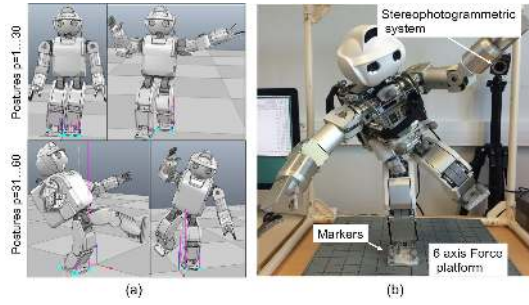 Postures p=1...30
Postures p=31...60
(a)
Stereophotogrammetric
system
Markers
6 axis Force
platform
(b)